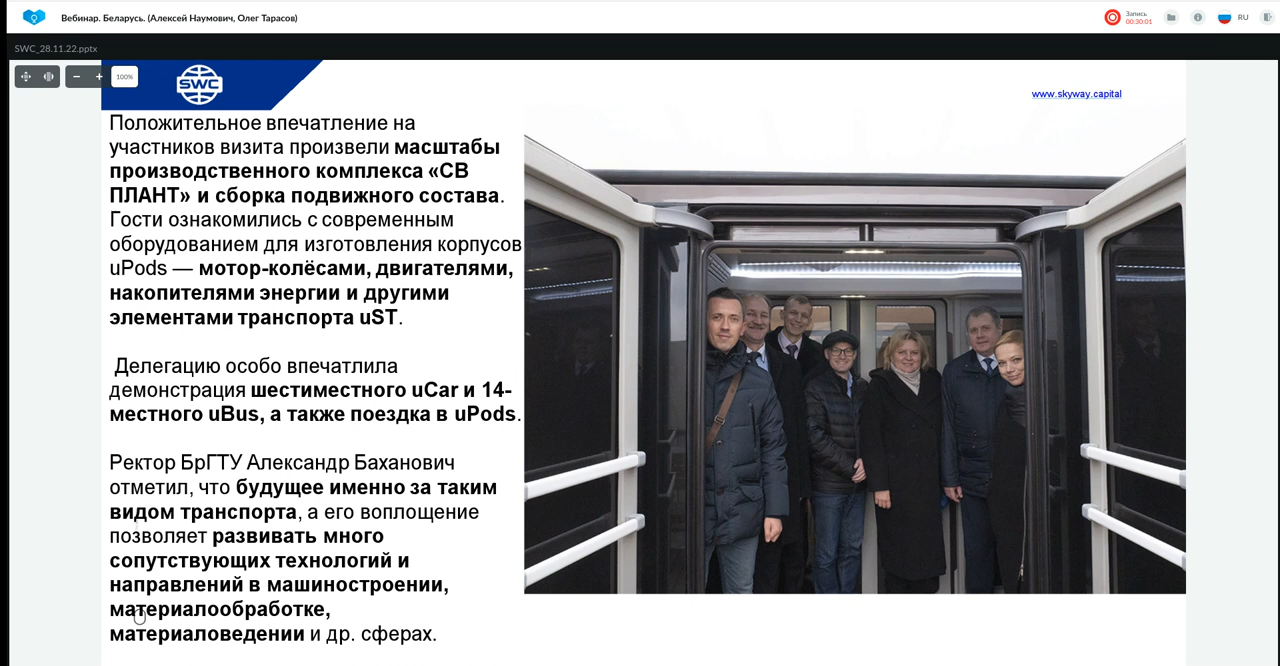 Вебинар. Беларусь. (Алексей Наумович, Олег Тарасов)
Запись
00:30:01
RU
SWC_28.11.22.pptx
100%
SWC
www.skyway.capital
Положительное впечатление на
участников визита произвели масштабы
производственного комплекса «СВ
ПЛАНТ» и сборка подвижного состава.
Гости ознакомились с современным
оборудованием для изготовления корпусов
uPods — мотор-колёсами, двигателями,
накопителями энергии и другими
элементами транспорта uST.
Делегацию особо впечатлила
демонстрация шестиместного uCar и 14-
местного uBus, а также поездка в uPods.
Ректор БрГТУ Александр Баханович
отметил, что будущее именно за таким
видом транспорта, а его воплощение
позволяет развивать много
сопутствующих технологий и
направлений в машиностроении,
материалообработке,
материаловедении и др. сферах.